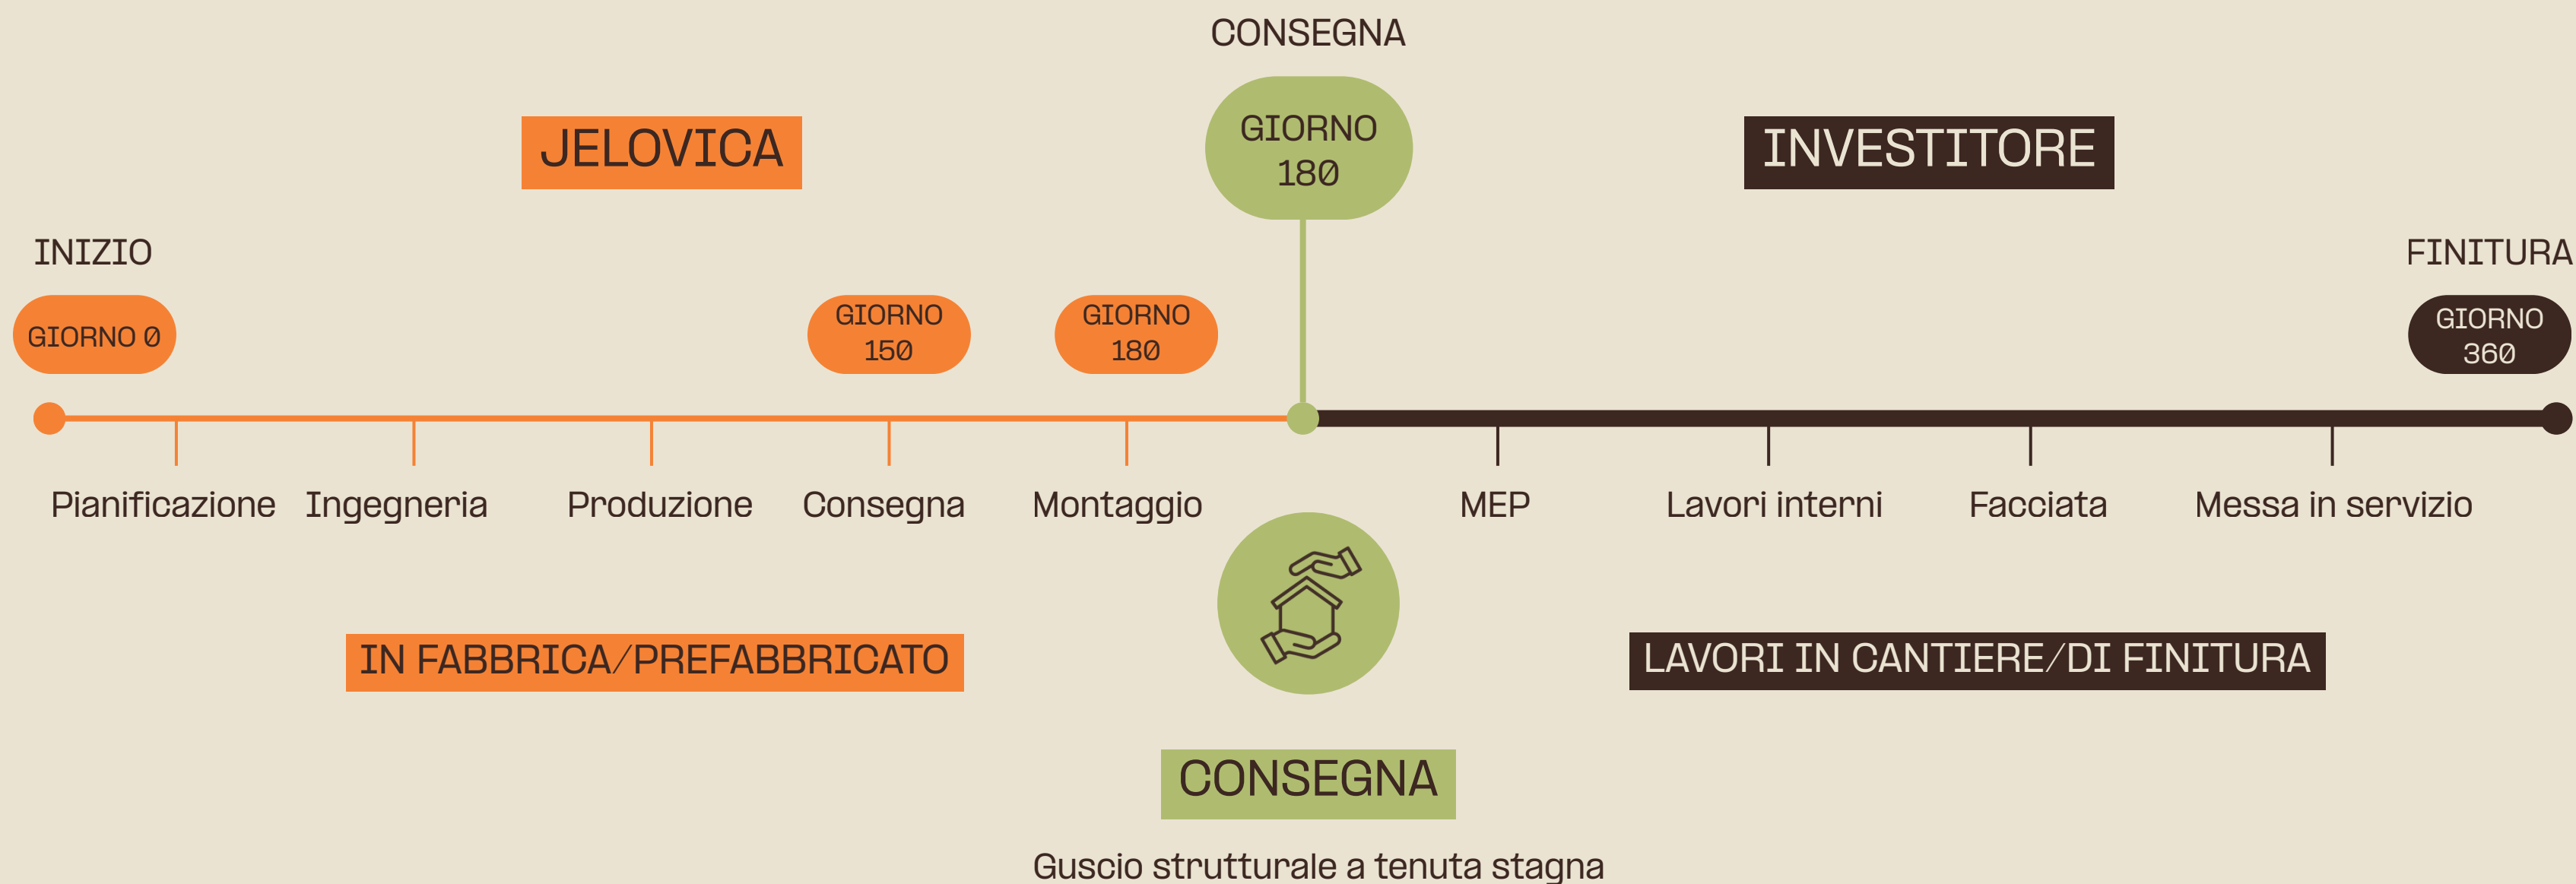 CONSEGNA
GIORNO
180
JELOVICA
INVESTITORE
INIZIO
FINITURA
GIORNO 0
GIORNO
150
GIORNO
180
GIORNO
360
Pianificazione
Ingegneria
Produzione
Consegna
Montaggio
MEP
Lavori interni
Facciata
Messa in servizio
IN FABBRICA/PREFABBRICATO
LAVORI IN CANTIERE/DI FINITURA
CONSEGNA
Guscio strutturale a tenuta stagna